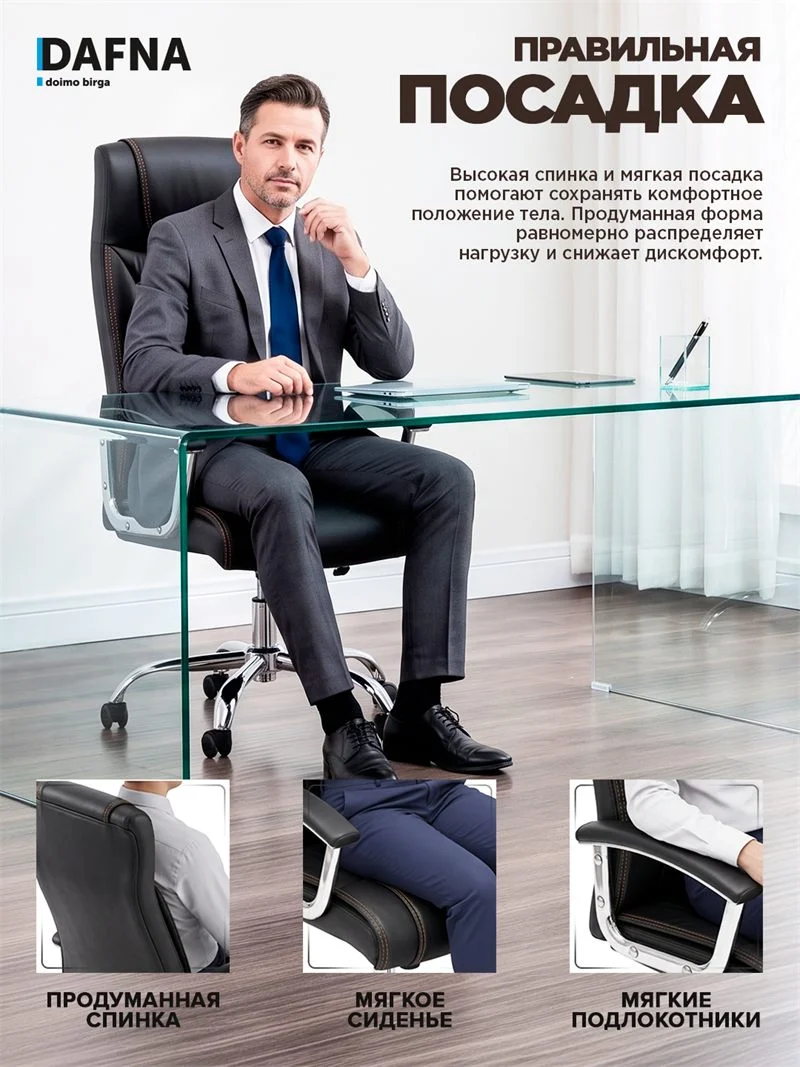 DAFNA
doimo birga
ПРАВИЛЬНАЯ
ПОСАДКА
Высокая спинка и мягкая посадка
помогают сохранять комфортное
положение тела. Продуманная форма
равномерно распределяет
нагрузку и снижает дискомфорт.
ПРОДУМАННАЯ
СПИНКА
МЯГКОЕ
СИДЕНЬЕ
МЯГКИЕ
ПОДЛОКОТНИКИ